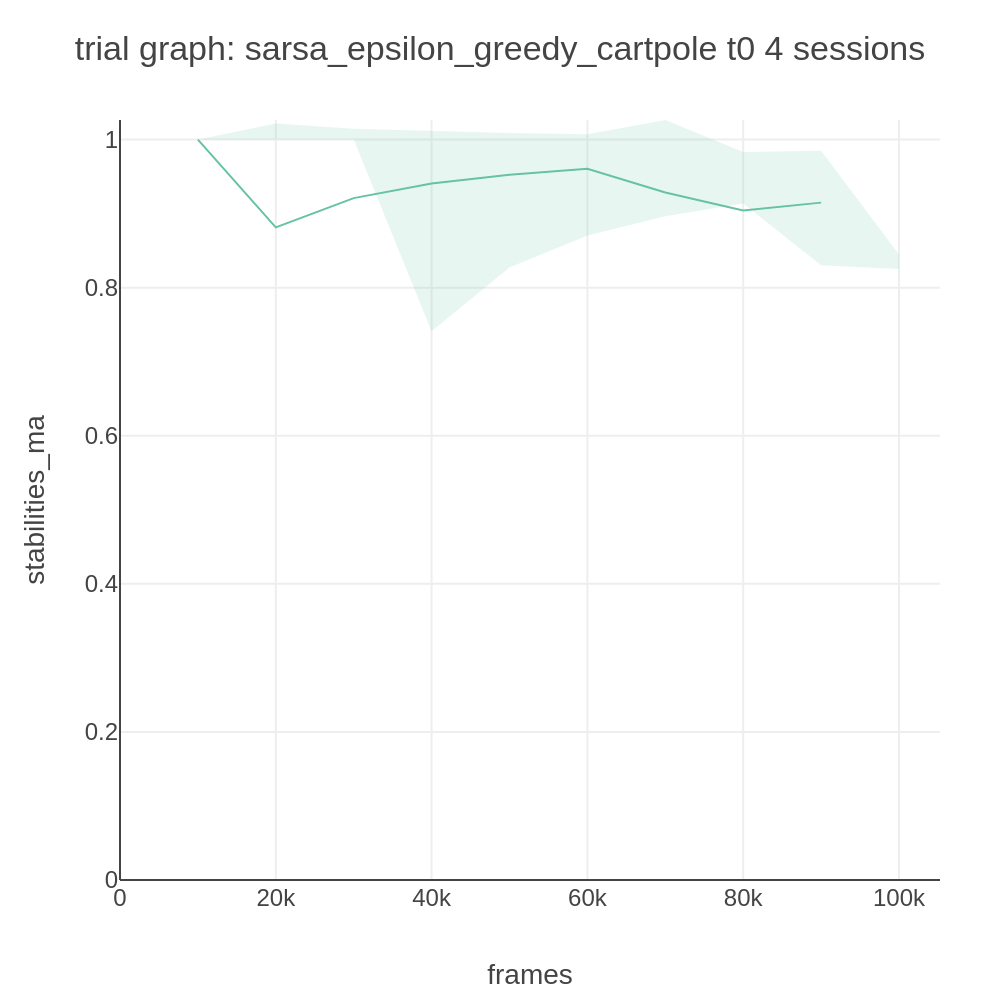 trial graph: sarsa_epsilon_greedy_cartpole t0 4 sessions
1
0.8
0.6
0.4
0.2
0
stabilities_ma
0 20k 40k 60k 80k 100k
frames